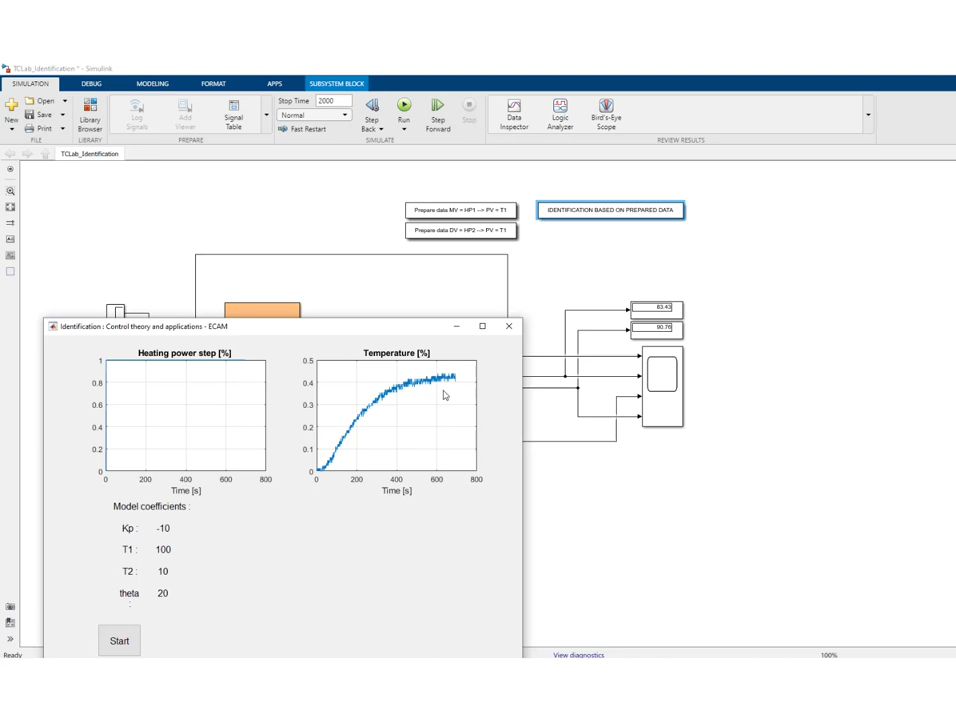 TCLab_Identification * - Simulink
SIMULATION DEBUG MODELING FORMAT APPS SUBSYSTEM BLOCK
New Open Save Print
Library Browser
Log Signals
Add Viewer
Signal Table
Stop Time 2000
Normal
Fast Restart
Step Back
Run
Step Forward
Stop
Data Inspector
Logic Analyzer
Bird's-Eye Scope
FILE LIBRARY PREPARE SIMULATE REVIEW RESULTS
TCLab_Identification
Prepare data MV = HP1 --> PV = T1
IDENTIFICATION BASED ON PREPARED DATA
Prepare data DV = HP2 --> PV = T1
83.43
90.76
Identification : Control theory and applications - ECAM
Heating power step [%]
1
0.8
0.6
0.4
0.2
0
0 200 400 600 800
Time [s]
Temperature [%]
0.5
0.4
0.3
0.2
0.1
0
0 200 400 600 800
Time [s]
Model coefficients :
Kp : -10
T1 : 100
T2 : 10
theta : 20
Start
Ready
View diagnostics
100%